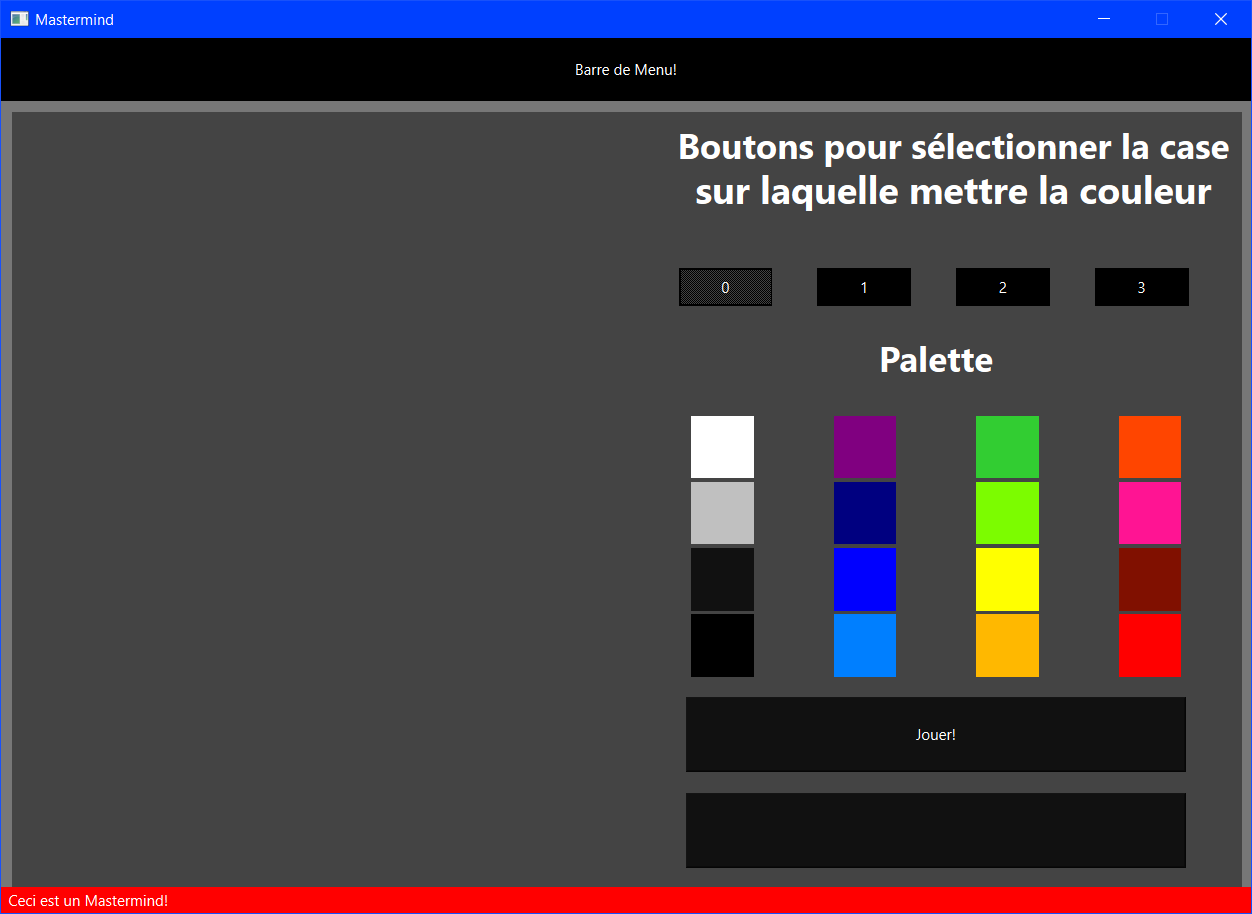 Mastermind
Barre de Menu!
Boutons pour sélectionner la case
sur laquelle mettre la couleur
0 1 2 3
Palette
Jouer!
Ceci est un Mastermind!